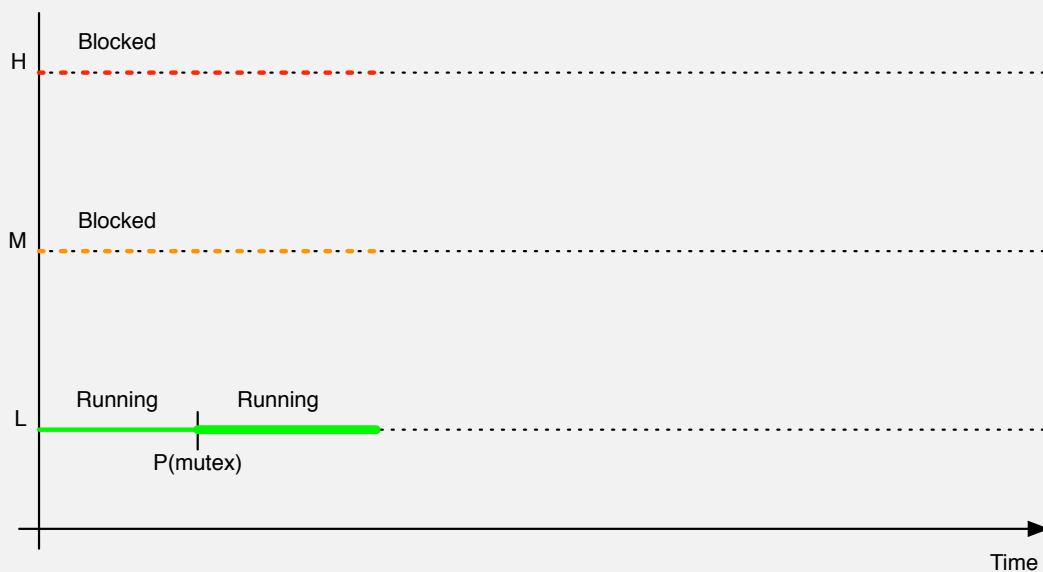 Blocked
H
Blocked
M
Running Running
L
P(mutex)
Time